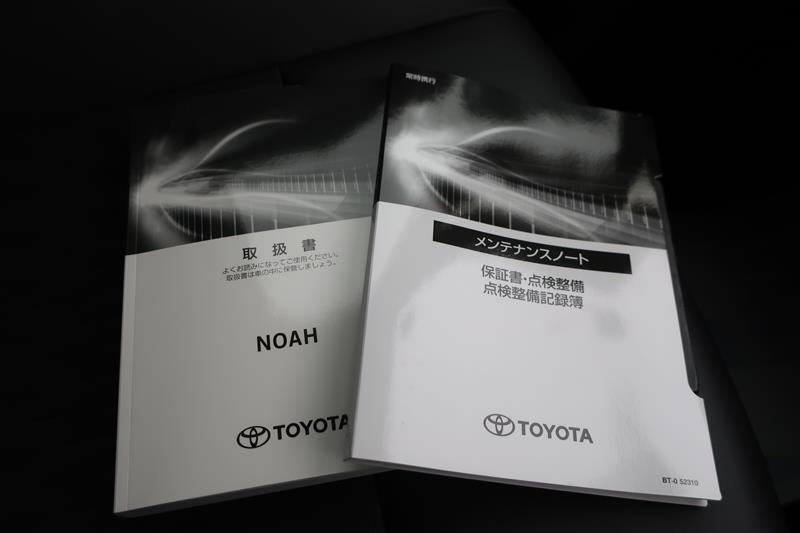 取扱書
よくお読みになってご使用ください。
取扱書は車の中に保管しましょう。
NOAH
TOYOTA
常時携行
メンテナンスノート
保証書・点検整備
点検整備記録簿
TOYOTA
BT-0 52310